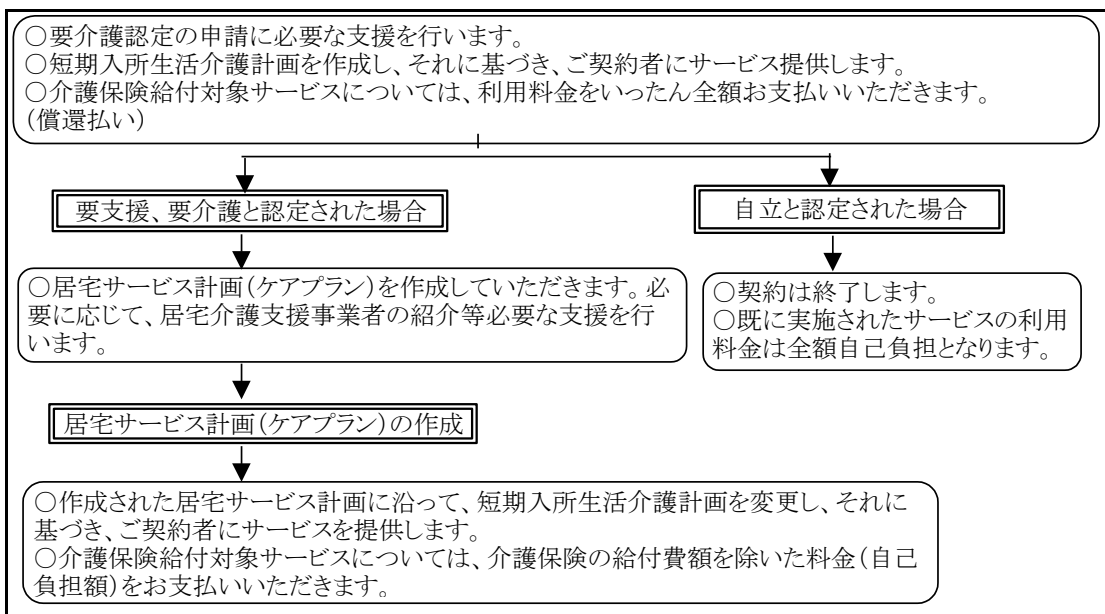 ○要介護認定の申請に必要な支援を行います。
○短期入所生活介護計画を作成し、それに基づき、ご契約者にサービス提供します。
○介護保険給付対象サービスについては、利用料金をいったん全額お支払いいただきます。
(償還払い)
要支援、要介護と認定された場合
自立と認定された場合
○居宅サービス計画(ケアプラン)を作成していただきます。必
要に応じて、居宅介護支援事業者の紹介等必要な支援を行
います。
○契約は終了します。
○既に実施されたサービスの利用
料金は全額自己負担となります。
居宅サービス計画(ケアプラン)の作成
○作成された居宅サービス計画に沿って、短期入所生活介護計画を変更し、それに
基づき、ご契約者にサービスを提供します。
○介護保険給付対象サービスについては、介護保険の給付費額を除いた料金(自己
負担額)をお支払いいただきます。